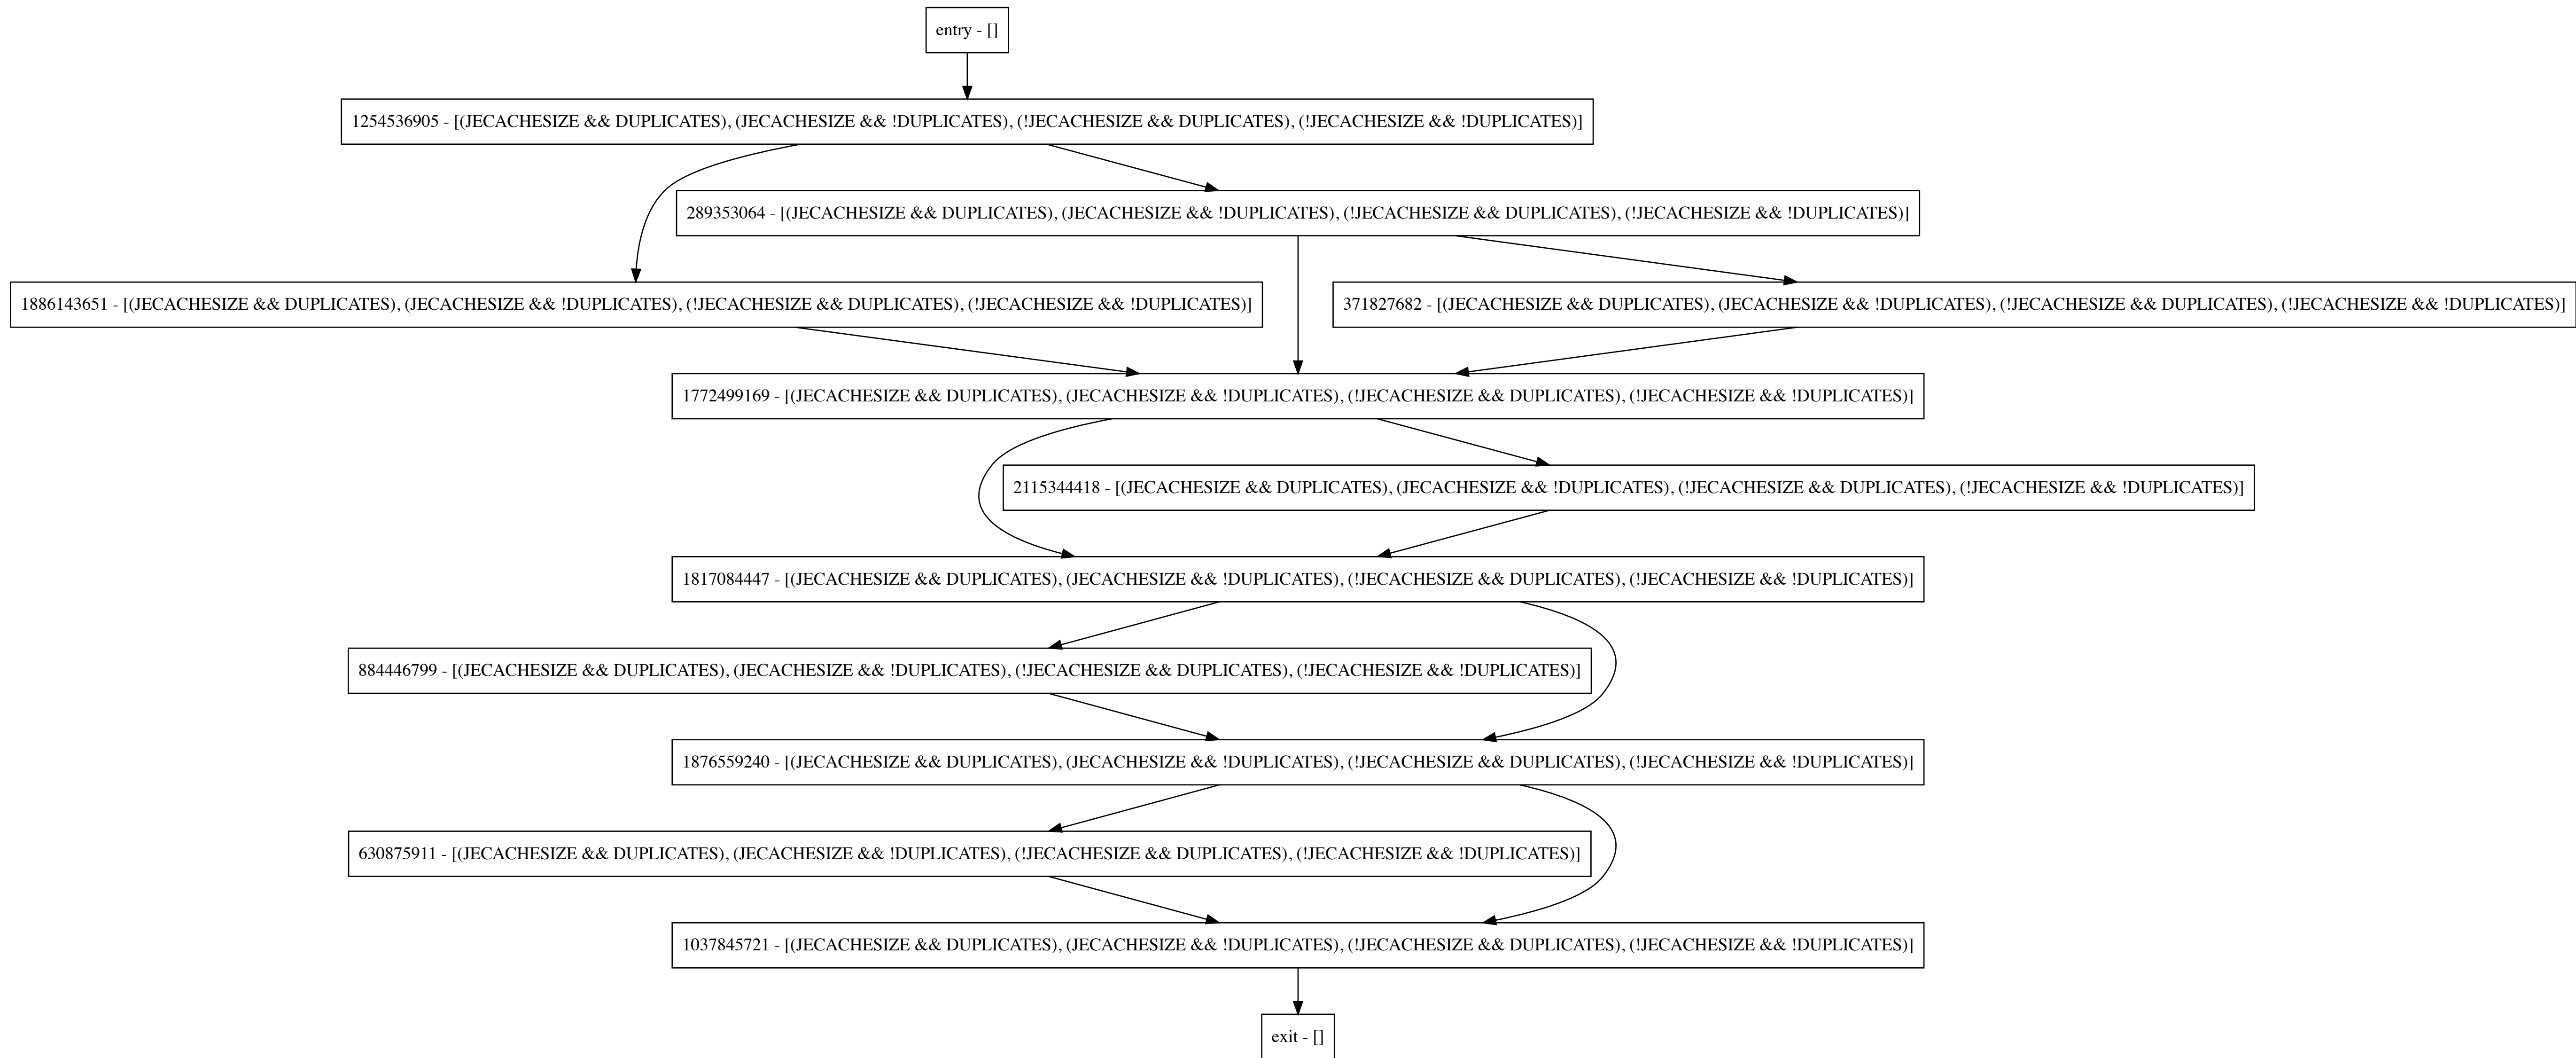 entry - []
1254536905 - [(JECACHESIZE && DUPLICATES), (JECACHESIZE && !DUPLICATES), (!JECACHESIZE && DUPLICATES), (!JECACHESIZE && !DUPLICATES)]
289353064 - [(JECACHESIZE && DUPLICATES), (JECACHESIZE && !DUPLICATES), (!JECACHESIZE && DUPLICATES), (!JECACHESIZE && !DUPLICATES)]
1886143651 - [(JECACHESIZE && DUPLICATES), (JECACHESIZE && !DUPLICATES), (!JECACHESIZE && DUPLICATES), (!JECACHESIZE && !DUPLICATES)]
371827682 - [(JECACHESIZE && DUPLICATES), (JECACHESIZE && !DUPLICATES), (!JECACHESIZE && DUPLICATES), (!JECACHESIZE && !DUPLICATES)]
1772499169 - [(JECACHESIZE && DUPLICATES), (JECACHESIZE && !DUPLICATES), (!JECACHESIZE && DUPLICATES), (!JECACHESIZE && !DUPLICATES)]
2115344418 - [(JECACHESIZE && DUPLICATES), (JECACHESIZE && !DUPLICATES), (!JECACHESIZE && DUPLICATES), (!JECACHESIZE && !DUPLICATES)]
1817084447 - [(JECACHESIZE && DUPLICATES), (JECACHESIZE && !DUPLICATES), (!JECACHESIZE && DUPLICATES), (!JECACHESIZE && !DUPLICATES)]
884446799 - [(JECACHESIZE && DUPLICATES), (JECACHESIZE && !DUPLICATES), (!JECACHESIZE && DUPLICATES), (!JECACHESIZE && !DUPLICATES)]
1876559240 - [(JECACHESIZE && DUPLICATES), (JECACHESIZE && !DUPLICATES), (!JECACHESIZE && DUPLICATES), (!JECACHESIZE && !DUPLICATES)]
630875911 - [(JECACHESIZE && DUPLICATES), (JECACHESIZE && !DUPLICATES), (!JECACHESIZE && DUPLICATES), (!JECACHESIZE && !DUPLICATES)]
1037845721 - [(JECACHESIZE && DUPLICATES), (JECACHESIZE && !DUPLICATES), (!JECACHESIZE && DUPLICATES), (!JECACHESIZE && !DUPLICATES)]
exit - []